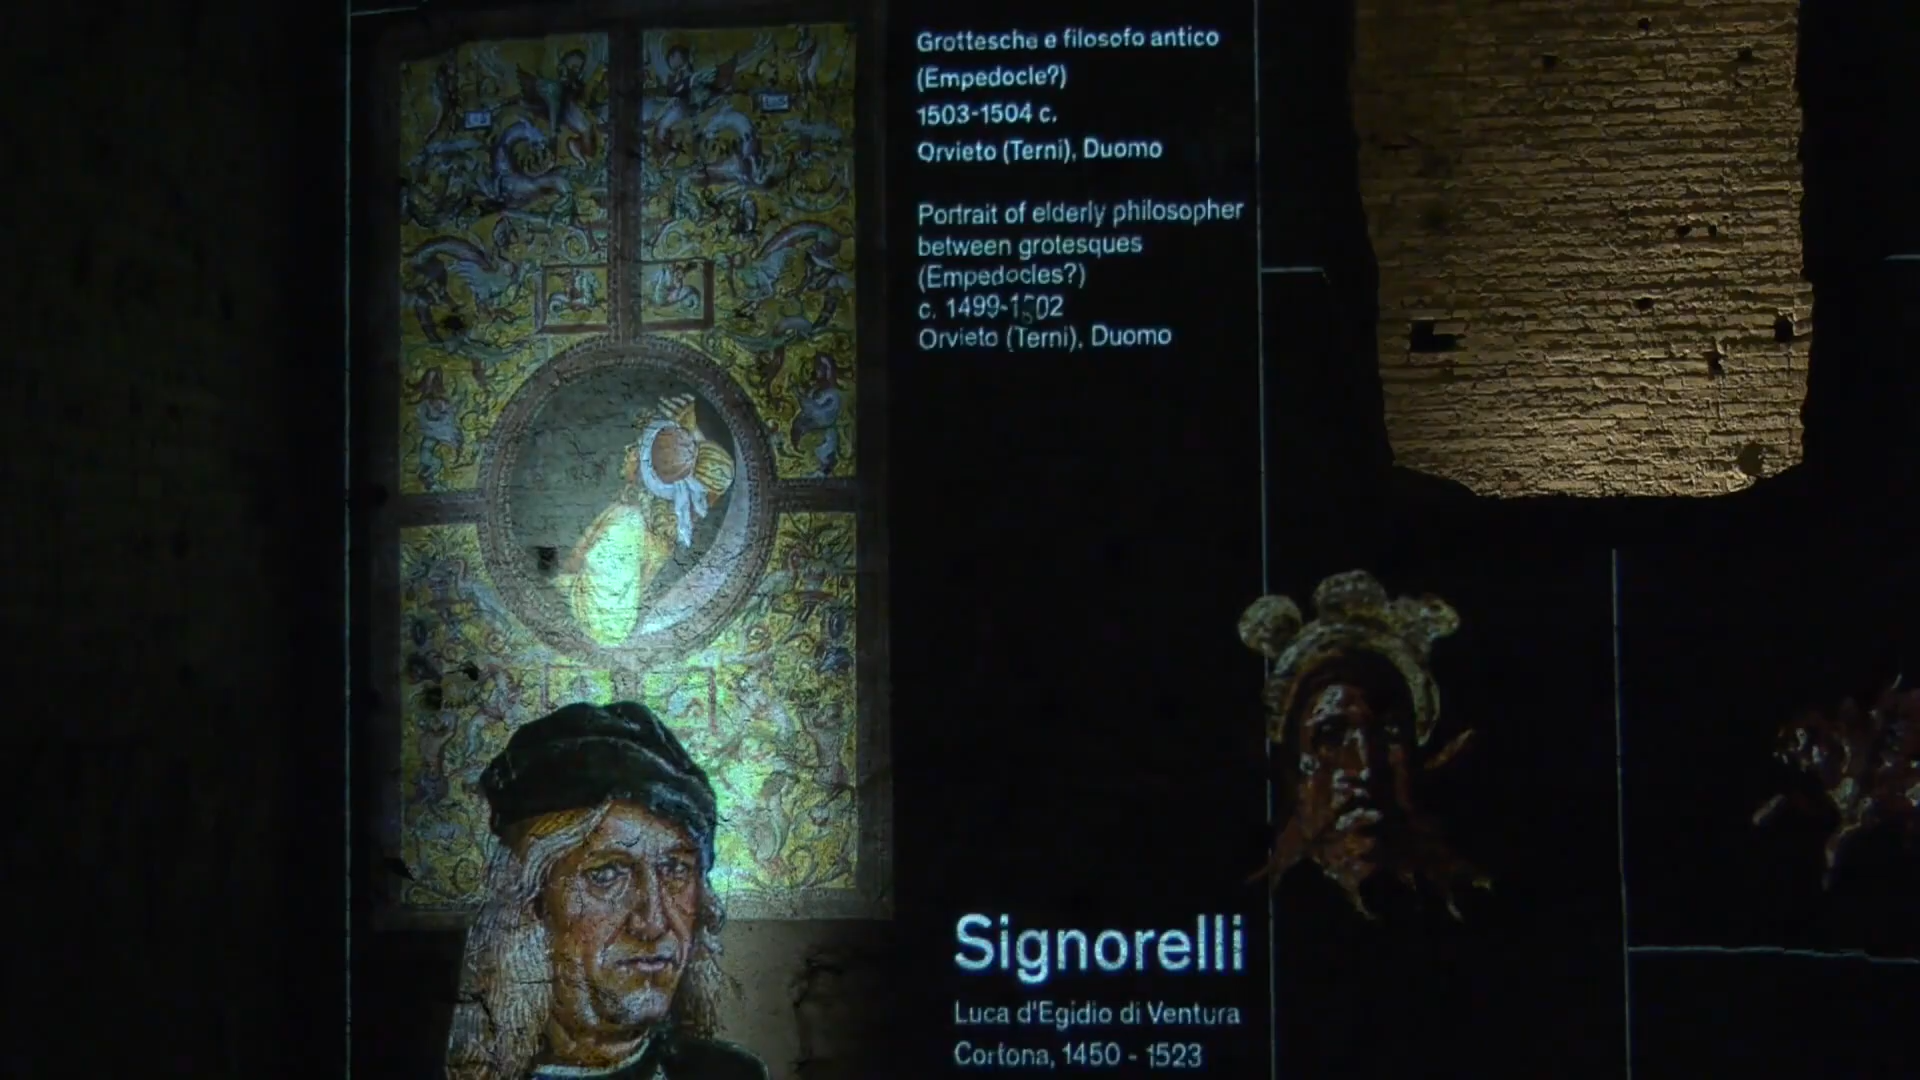 Grottesche e filosofo antico
(Empedocle?)
1503-1504 c.
Orvieto (Terni), Duomo
Portrait of elderly philosopher
between grotesques
(Empedocles?)
c. 1499-1502
Orvieto (Terni), Duomo
Signorelli
Luca d'Egidio di Ventura
Cortona, 1450 - 1523